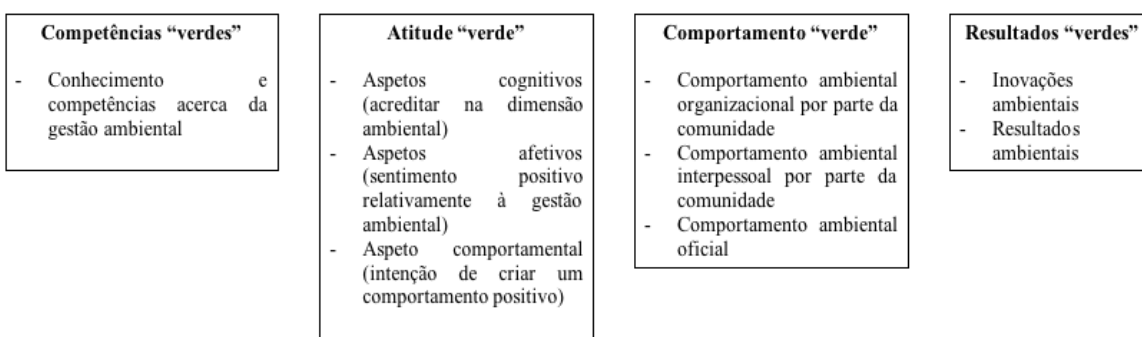 Competências “verdes”
- Conhecimento e
competências acerca da
gestão ambiental
Atitude “verde”
- Aspetos cognitivos
(acreditar na dimensão
ambiental)
- Aspetos afetivos
(sentimento positivo
relativamente à gestão
ambiental)
- Aspeto comportamental
(intenção de criar um
comportamento positivo)
Comportamento “verde”
- Comportamento ambiental
organizacional por parte da
comunidade
- Comportamento ambiental
interpessoal por parte da
comunidade
- Comportamento ambiental
oficial
Resultados “verdes”
- Inovações
ambientais
- Resultados
ambientais